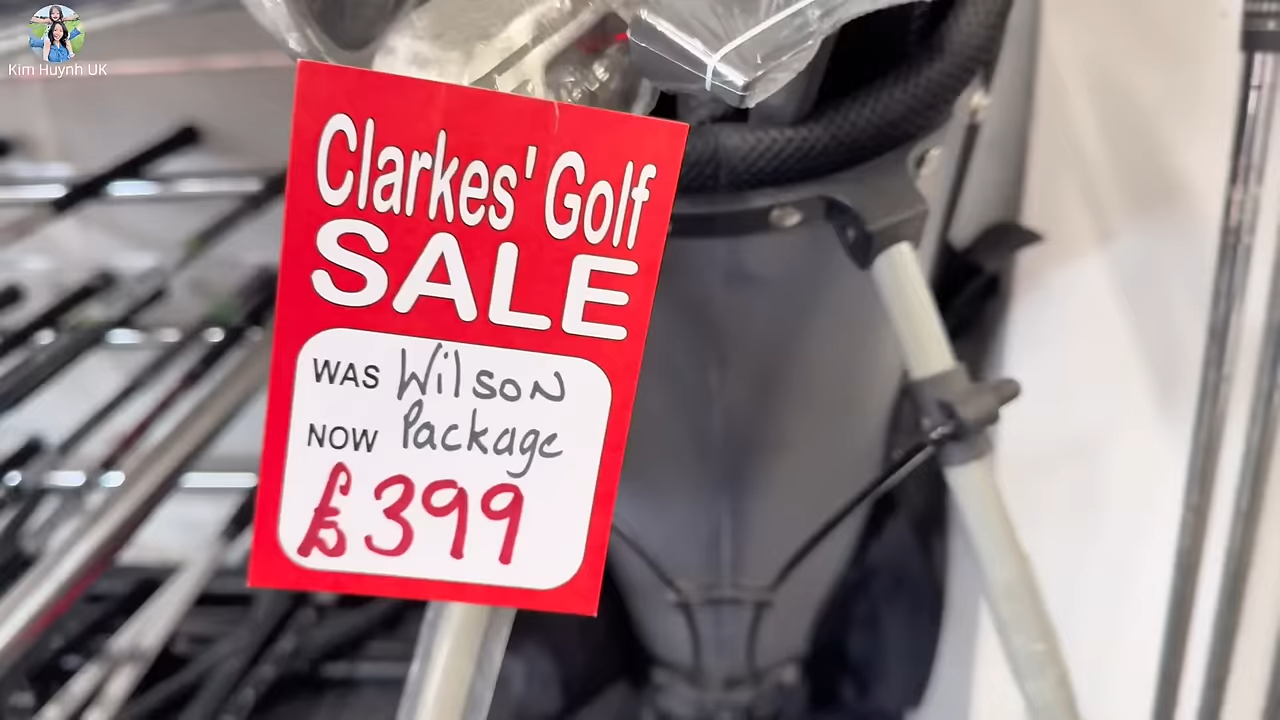 Kim Huynh UK
Clarkes' Golf
SALE
WAS Wilson
NOW Package
£399